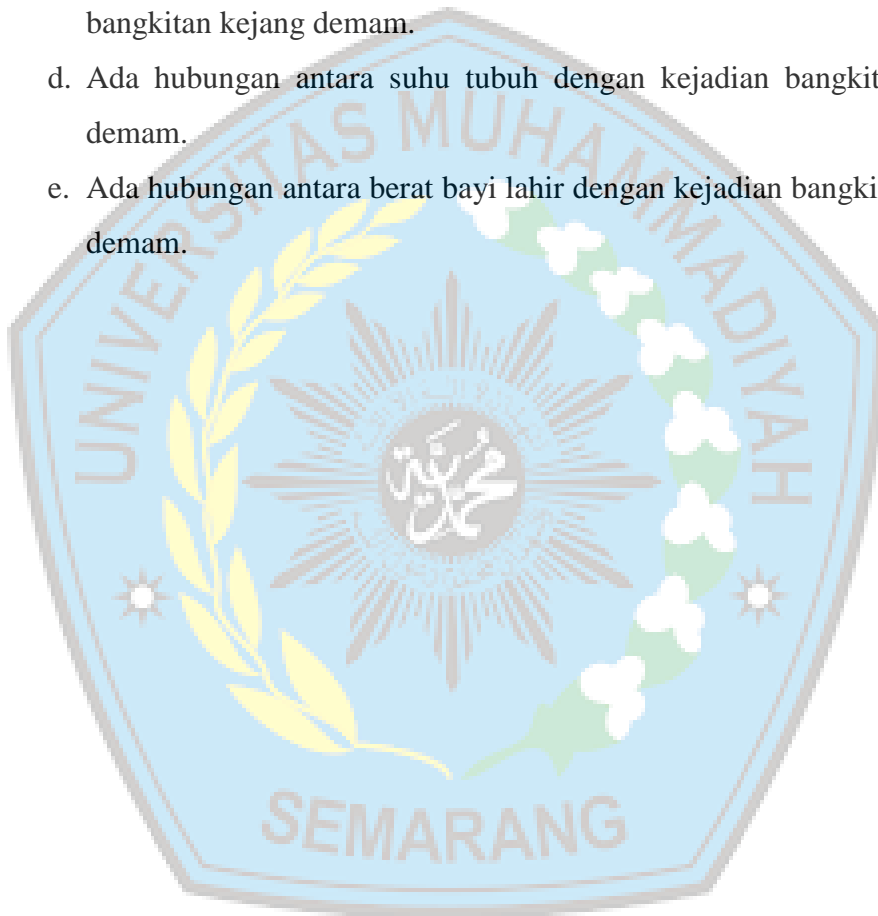 bangkitan kejang demam.
d. Ada hubungan antara suhu tubuh dengan kejadian bangkit
demam.
e. Ada hubungan antara berat bayi lahir dengan kejadian bangki
demam.
UNIVERSITAS MUHAMMADIYAH
محمدية
SEMARANG